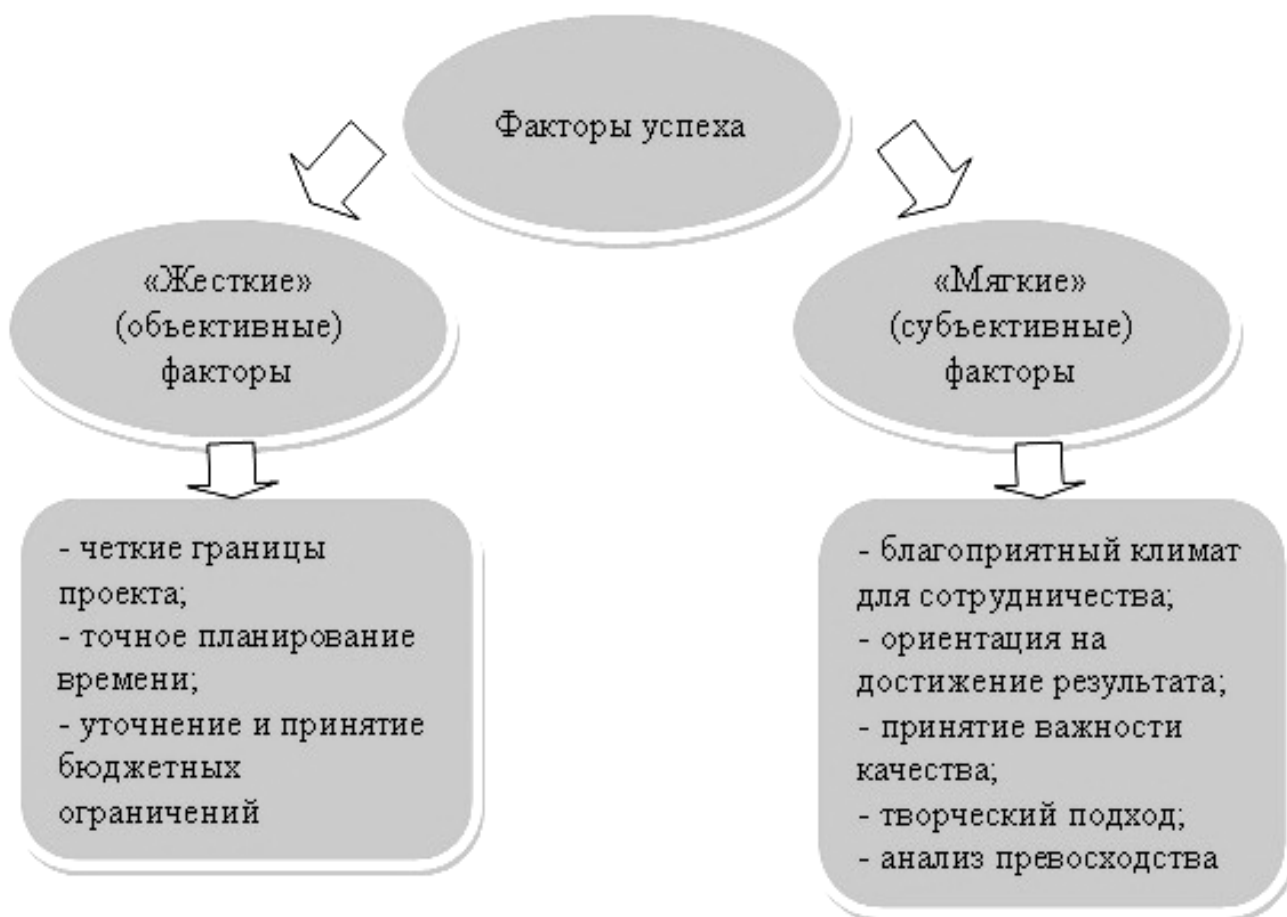 Факторы успеха
«Жесткие»
(объективные)
факторы
«Мягкие»
(субъективные)
факторы
- четкие границы
проекта;
- точное планирование
времени;
- уточнение и принятие
бюджетных
ограничений
- благоприятный климат
для сотрудничества;
- ориентация на
достижение результата;
- принятие важности
качества;
- творческий подход;
- анализ превосходства